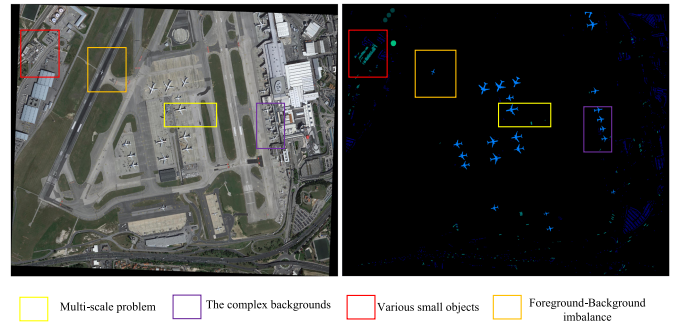 Multi-scale problem
The complex backgrounds
Various small objects
Foreground-Background
imbalance